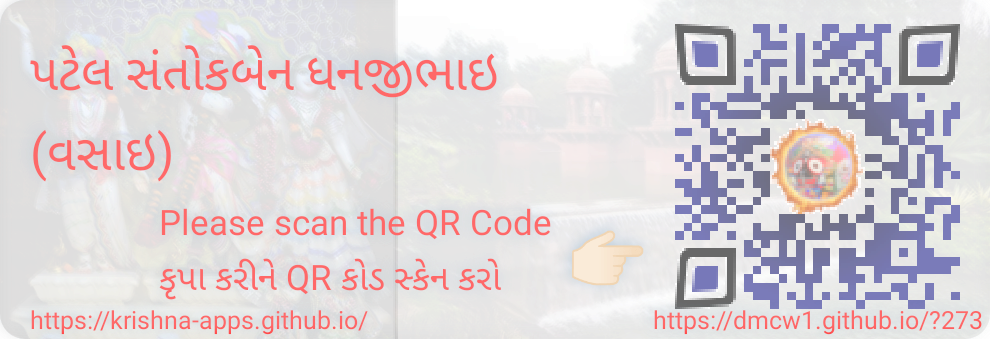 પટેલ સંતોકબેન ધનજીભાઇ
(વસાઇ)
Please scan the QR Code
કૃપા કરીને QR કોડ સ્કેન કરો
https://krishna-apps.github.io/
https://dmcw1.github.io/?273